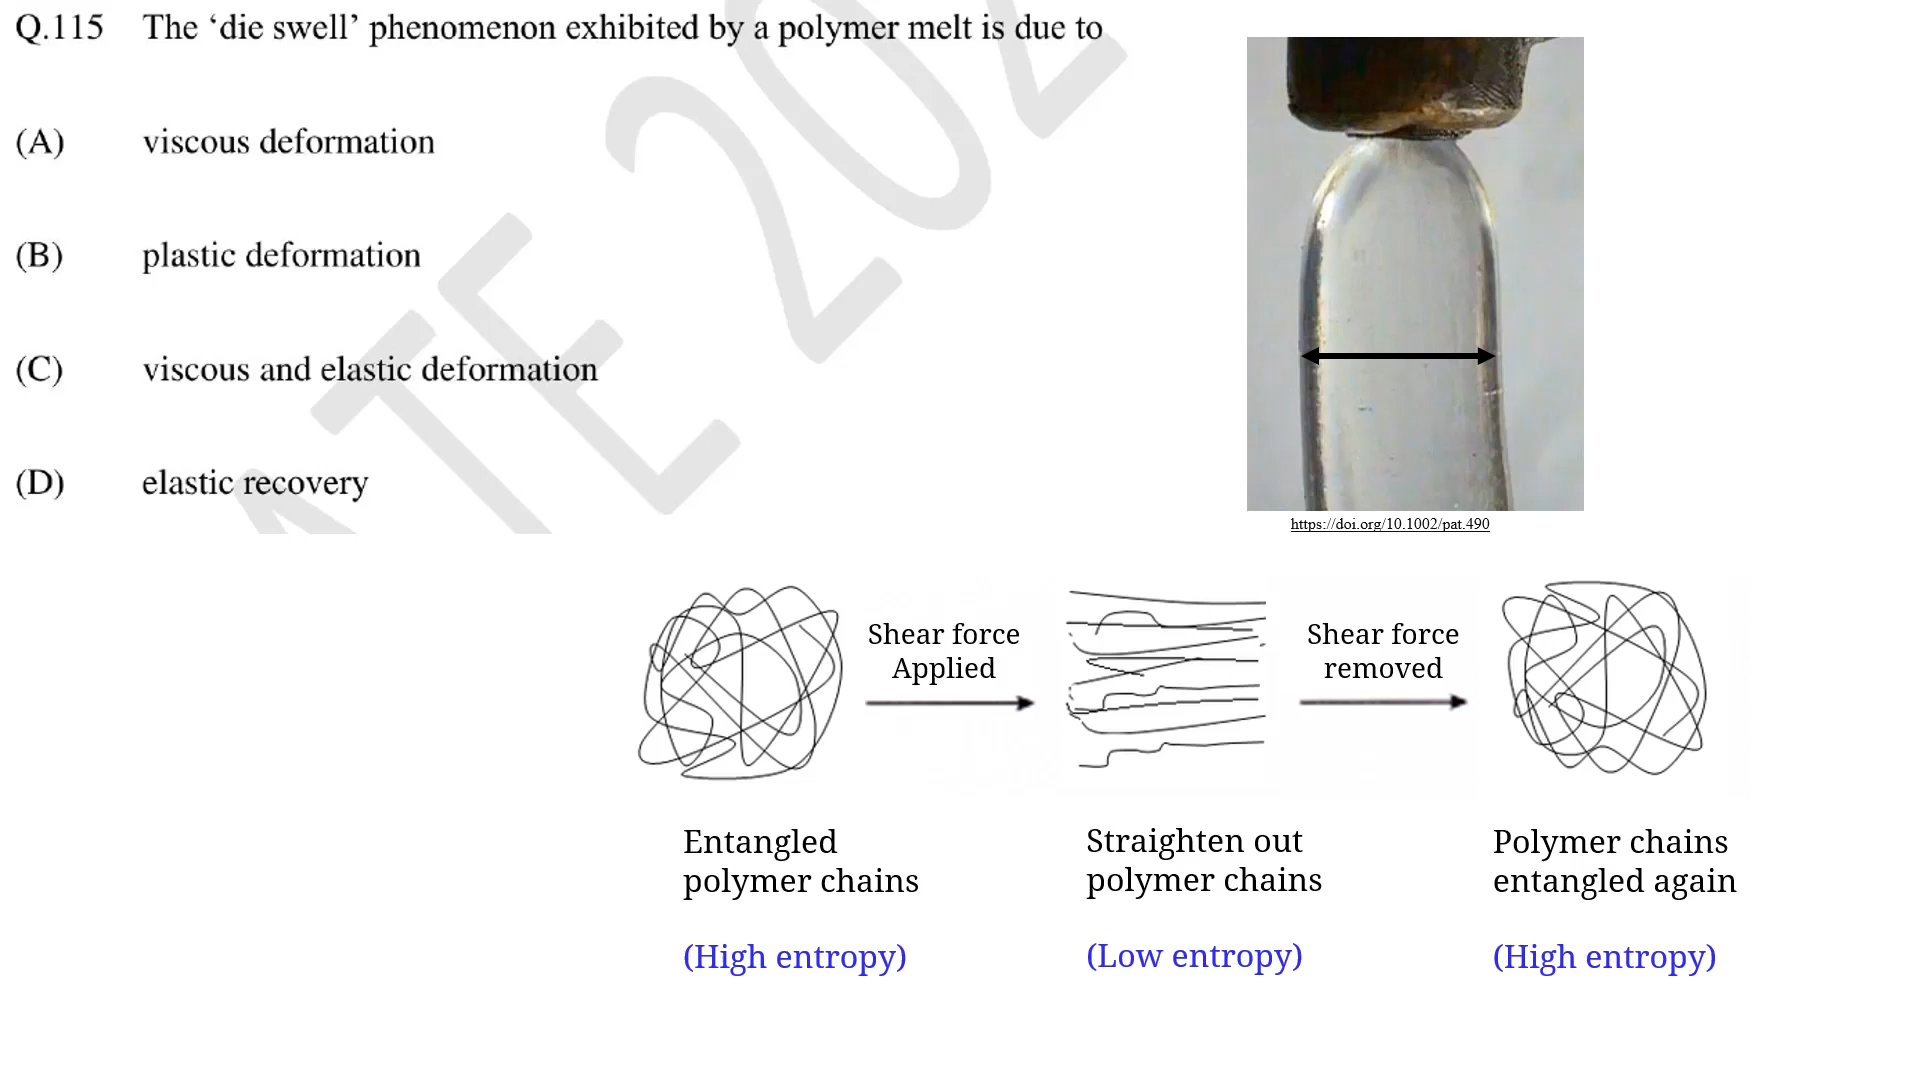 Q.115 The ‘die swell’ phenomenon exhibited by a polymer melt is due to
(A) viscous deformation
(B) plastic deformation
(C) viscous and elastic deformation
(D) elastic recovery
https://doi.org/10.1002/pat.490
Shear force
Applied
Shear force
removed
Entangled
polymer chains
(High entropy)
Straighten out
polymer chains
(Low entropy)
Polymer chains
entangled again
(High entropy)